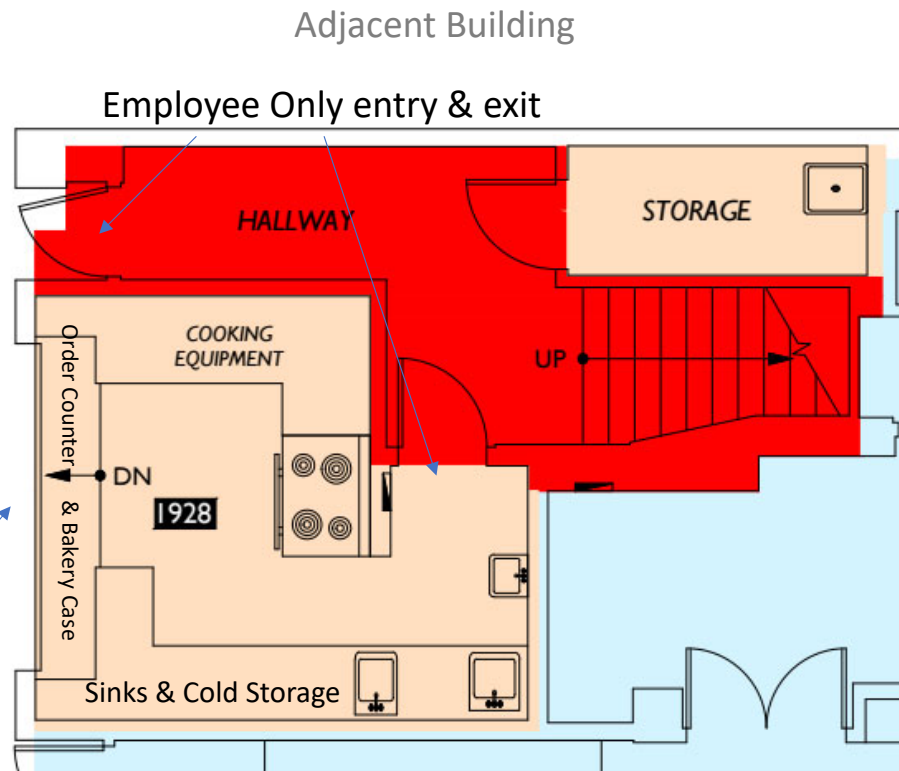 Adjacent Building
Employee Only entry & exit
HALLWAY
STORAGE
COOKING
EQUIPMENT
UP
Order Counter & Bakery Case
DN
1928
Sinks & Cold Storage